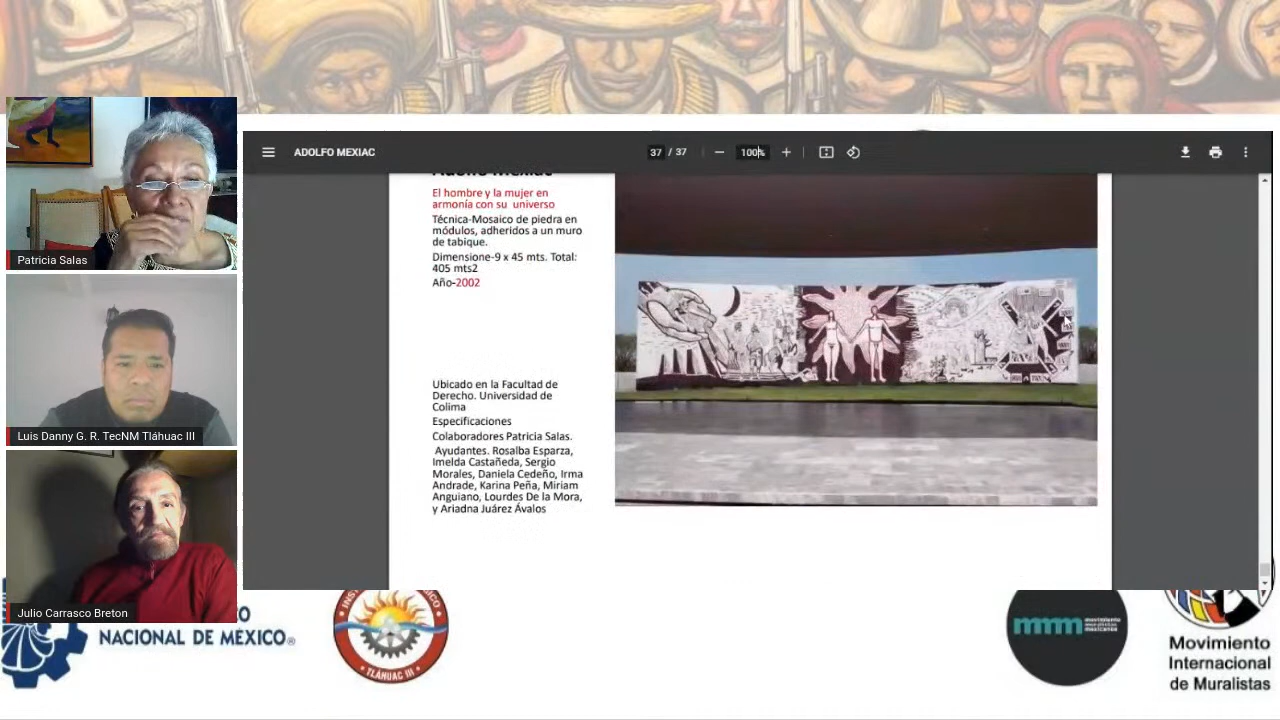 ADOLFO MEXIAC
37 / 37
100%
Adolfo Mexiac
El hombre y la mujer en
armonía con su universo
Técnica-Mosaico de piedra en
módulos, adheridos a un muro
de tabique.
Dimensione-9 x 45 mts. Total:
405 mts2
Año-2002
Ubicado en la Facultad de
Derecho. Universidad de
Colima
Especificaciones
Colaboradores Patricia Salas.
Ayudantes. Rosalba Esparza,
Imelda Castañeda, Sergio
Morales, Daniela Cedeño, Irma
Andrade, Karina Peña, Miriam
Anguiano, Lourdes De la Mora,
y Ariadna Juárez Ávalos
Patricia Salas
Luis Danny G. R. TecNM Tláhuac III
Julio Carrasco Breton
NACIONAL DE MÉXICO®
TLÁHUAC III
mmm
Movimiento
Internacional
de Muralistas